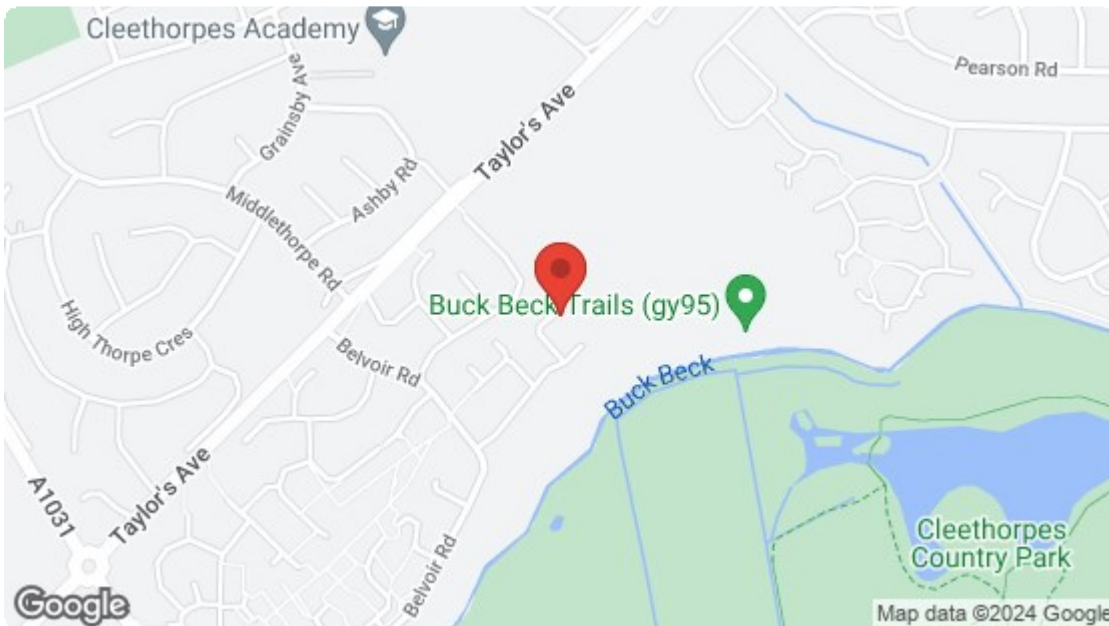 Cleethorpes Academy
Pearson Rd
Grainsby Ave
Taylor's Ave
Ashby Rd
Middlethorpe Rd
Buck Beck Trails (gy95)
High Thorpe Cres
Belvoir Rd
Buck Beck
Taylor's Ave
A1031
Cleethorpes
Country Park
Belvoir Rd
Google
Map data ©2024 Google